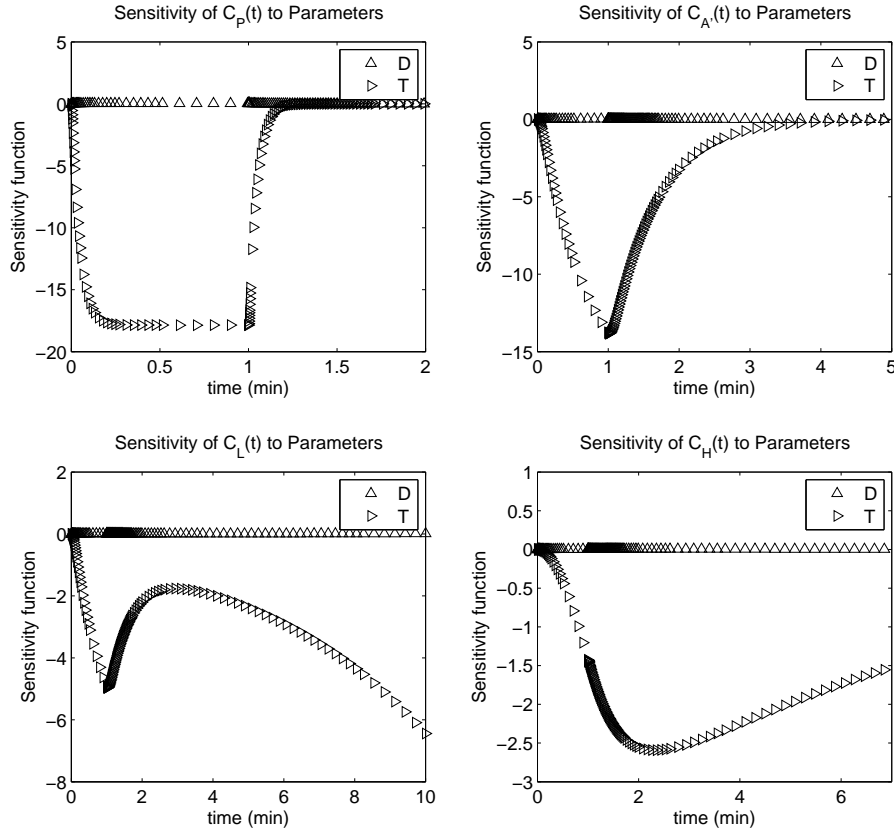 Sensitivity of C_P(t) to Parameters
5
0
−5
−10
−15
−20
Sensitivity function
0
0.5
1
1.5
2
time (min)
D
T
Sensitivity of C_A'(t) to Parameters
5
0
−5
−10
−15
Sensitivity function
0
1
2
3
4
5
time (min)
D
T
Sensitivity of C_L(t) to Parameters
2
0
−2
−4
−6
−8
Sensitivity function
0
2
4
6
8
10
time (min)
D
T
Sensitivity of C_H(t) to Parameters
1
0.5
0
−0.5
−1
−1.5
−2
−2.5
−3
Sensitivity function
0
2
4
6
time (min)
D
T